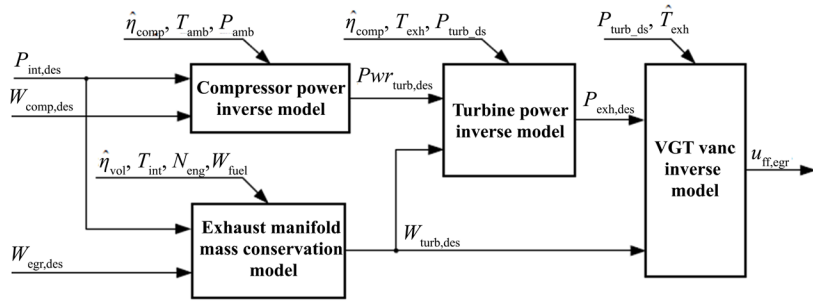 η̂comp, Tamb, Pamb
η̂comp, Texh, Pturb_ds
Pturb_ds, T̂exh
Pint,des
Wcomp,des
Compressor power
inverse model
Pwrturb,des
Turbine power
inverse model
Pexh,des
VGT vanc
inverse
model
uff,egr
η̂vol, Tint, Neng, Wfuel
Exhaust manifold
mass conservation
model
Wturb,des
Wegr,des